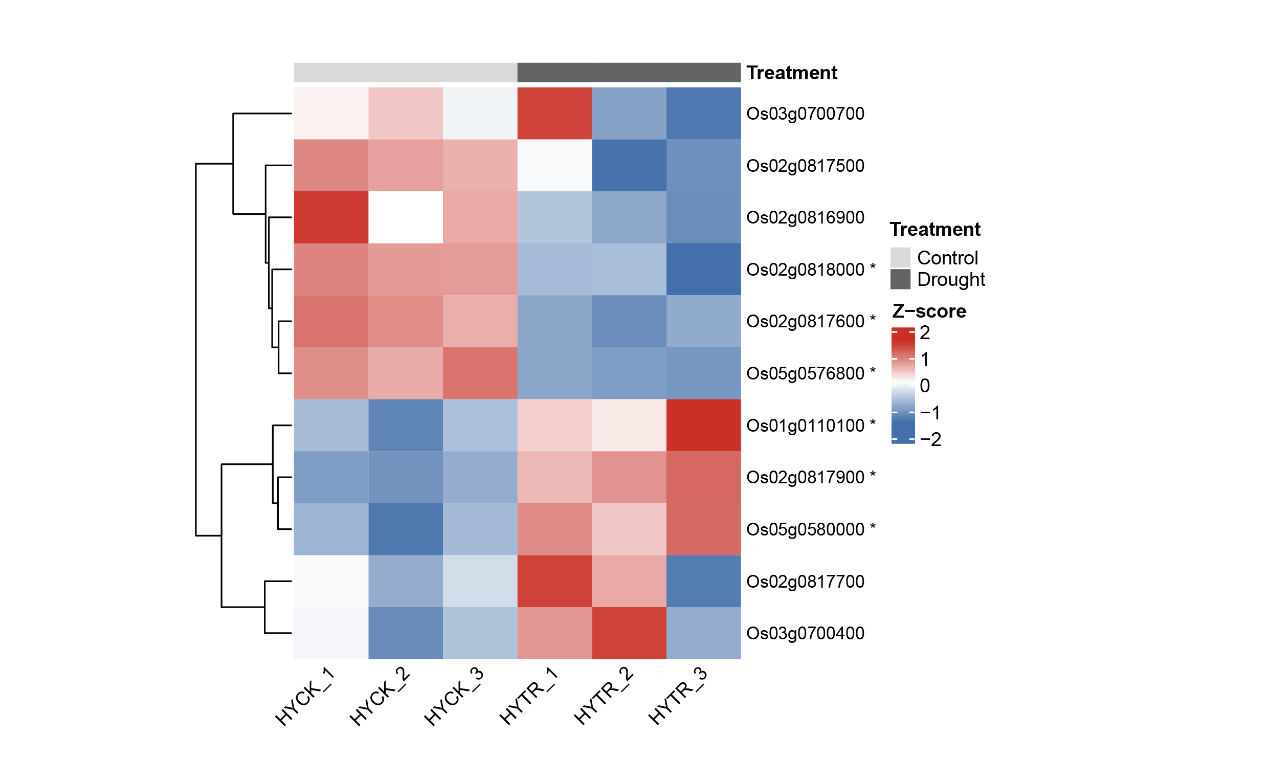 Treatment
Os03g0700700
Os02g0817500
Os02g0816900
Os02g0818000 *
Os02g0817600 *
Os05g0576800 *
Os01g0110100 *
Os02g0817900 *
Os05g0580000 *
Os02g0817700
Os03g0700400
HYCK_1 HYCK_2 HYCK_3 HYTR_1 HYTR_2 HYTR_3
Treatment
Control
Drought
Z−score
2
1
0
−1
−2